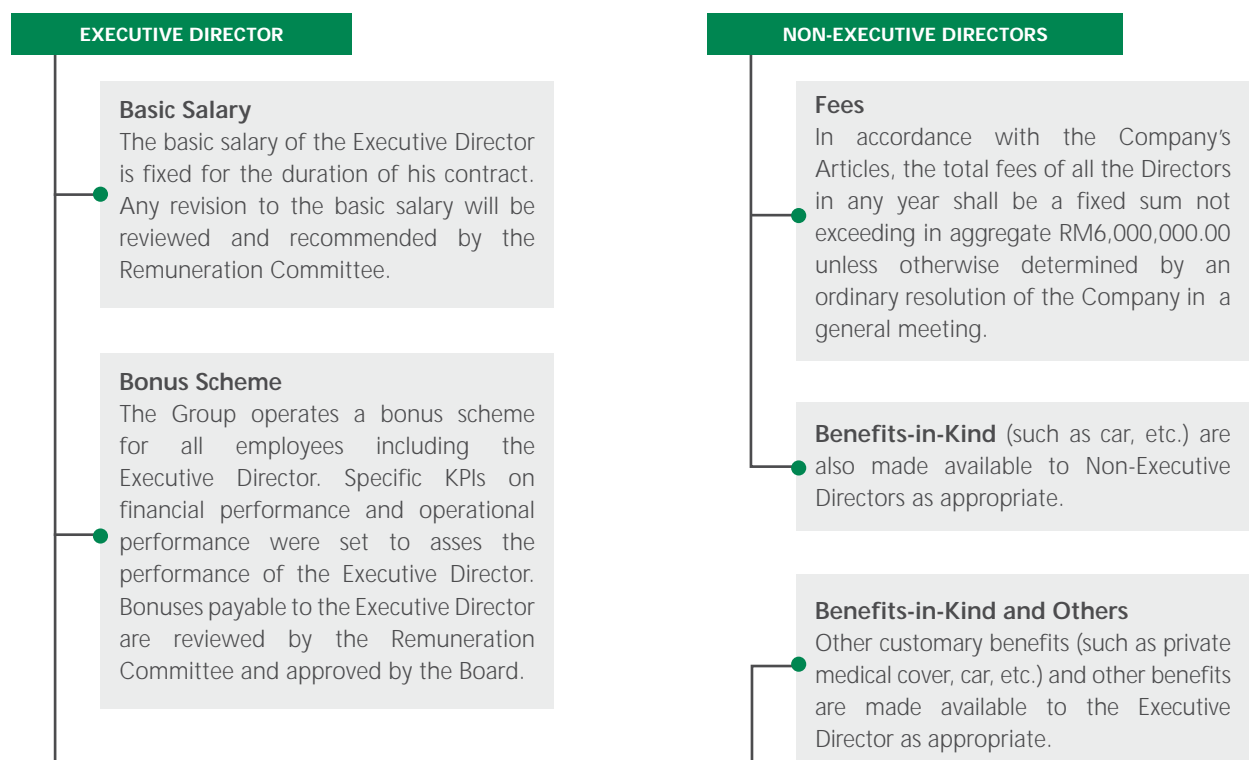 EXECUTIVE DIRECTOR
Basic Salary
The basic salary of the Executive Director
is fixed for the duration of his contract.
Any revision to the basic salary will be
reviewed and recommended by the
Remuneration Committee.
Bonus Scheme
The Group operates a bonus scheme
for all employees including the
Executive Director. Specific KPIs on
financial performance and operational
performance were set to asses the
performance of the Executive Director.
Bonuses payable to the Executive Director
are reviewed by the Remuneration
Committee and approved by the Board.
NON-EXECUTIVE DIRECTORS
Fees
In accordance with the Company's
Articles, the total fees of all the Directors
in any year shall be a fixed sum not
exceeding in aggregate RM6,000,000.00
unless otherwise determined by an
ordinary resolution of the Company in a
general meeting.
Benefits-in-Kind (such as car, etc.) are
also made available to Non-Executive
Directors as appropriate.
Benefits-in-Kind and Others
Other customary benefits (such as private
medical cover, car, etc.) and other benefits
are made available to the Executive
Director as appropriate.